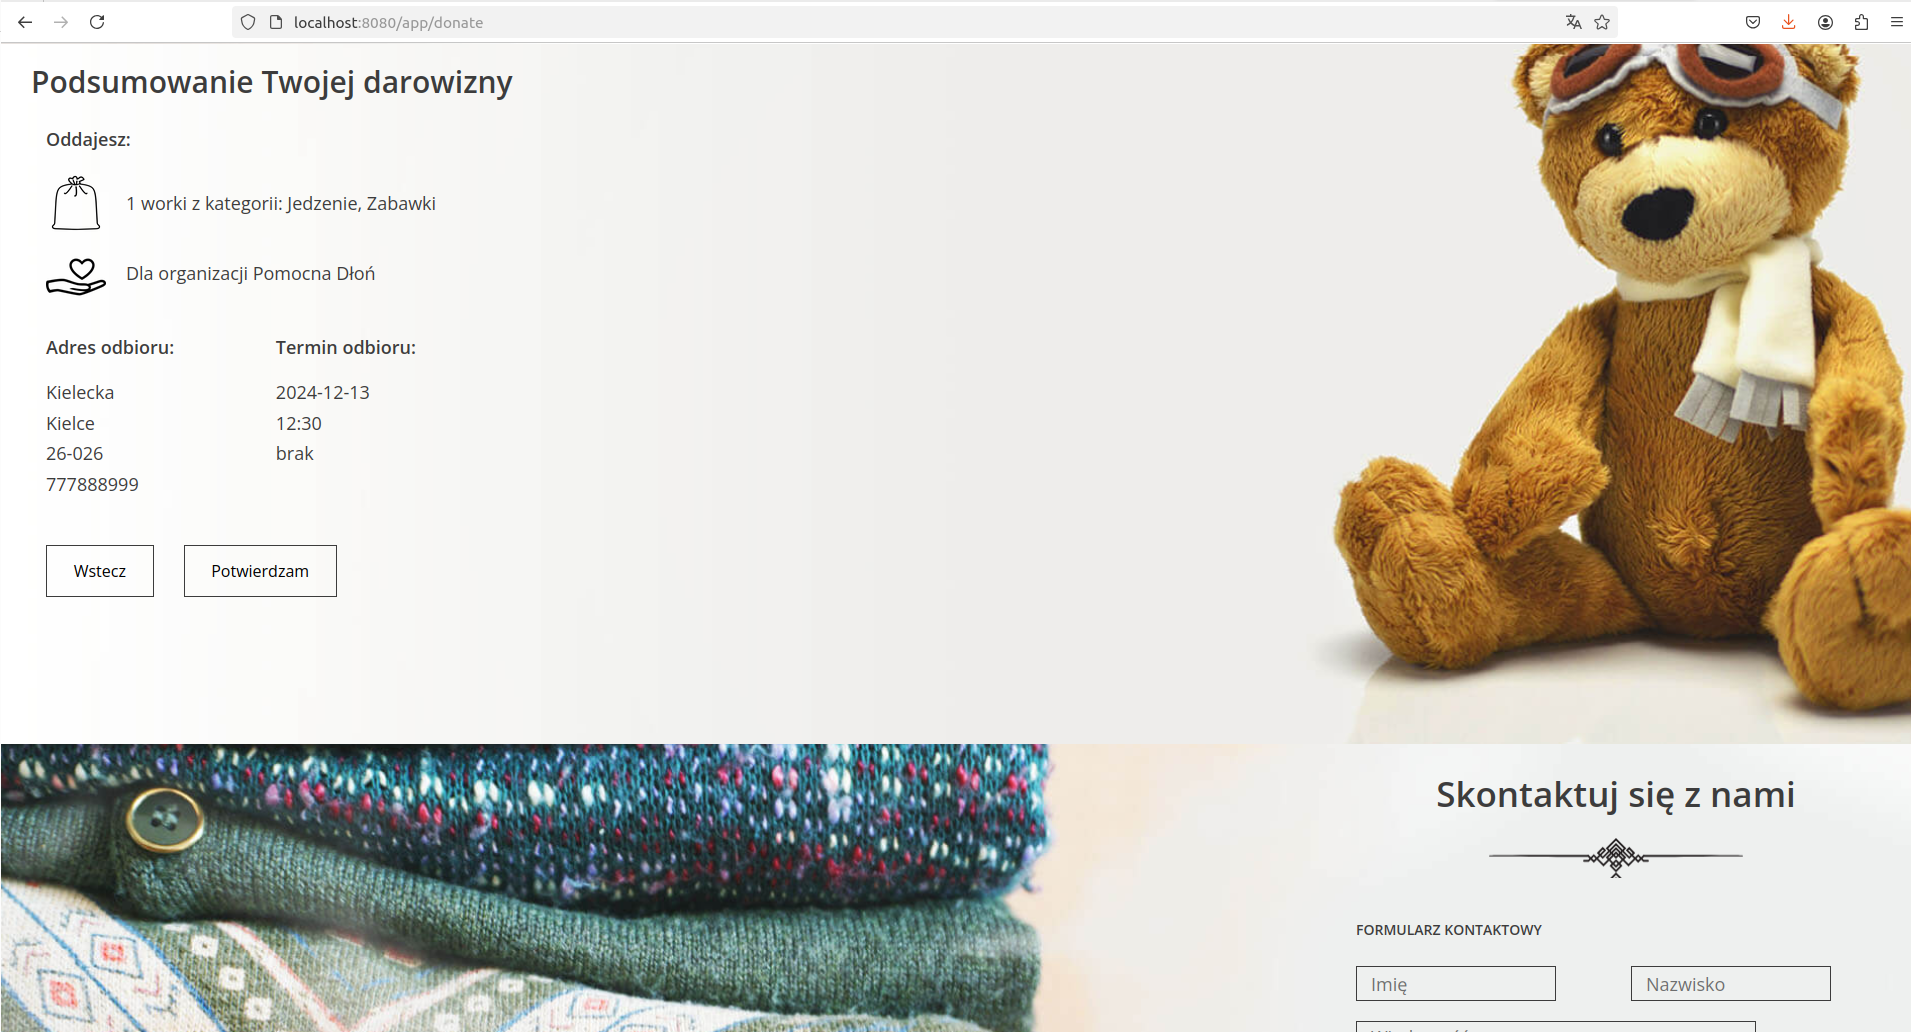 localhost:8080/app/donate
Podsumowanie Twojej darowizny
Oddajesz:
1 worki z kategorii: Jedzenie, Zabawki
Dla organizacji Pomocna Dłoń
Adres odbioru:
Kielecka
Kielce
26-026
777888999
Termin odbioru:
2024-12-13
12:30
brak
Wstecz
Potwierdzam
Skontaktuj się z nami
FORMULARZ KONTAKTOWY
Imię
Nazwisko